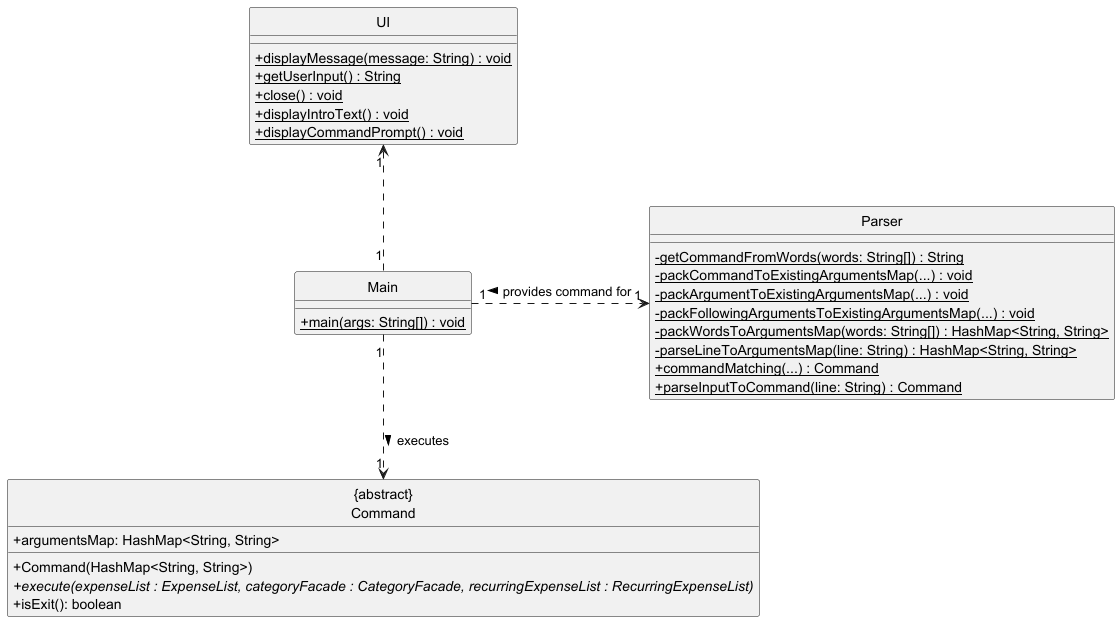 UI
+displayMessage(message: String) : void
+getUserInput() : String
+close() : void
+displayIntroText() : void
+displayCommandPrompt() : void
1
1
Main
+main(args: String[]) : void
1
provides command for
1
Parser
-getCommandFromWords(words: String[]) : String
-packCommandToExistingArgumentsMap(...) : void
-packArgumentToExistingArgumentsMap(...) : void
-packFollowingArgumentsToExistingArgumentsMap(...) : void
-packWordsToArgumentsMap(words: String[]) : HashMap<String, String>
-parseLineToArgumentsMap(line: String) : HashMap<String, String>
+commandMatching(...) : Command
+parseInputToCommand(line: String) : Command
1
executes
1
{abstract}
Command
+argumentsMap: HashMap<String, String>
+Command(HashMap<String, String>)
+execute(expenseList : ExpenseList, categoryFacade : CategoryFacade, recurringExpenseList : RecurringExpenseList)
+isExit(): boolean